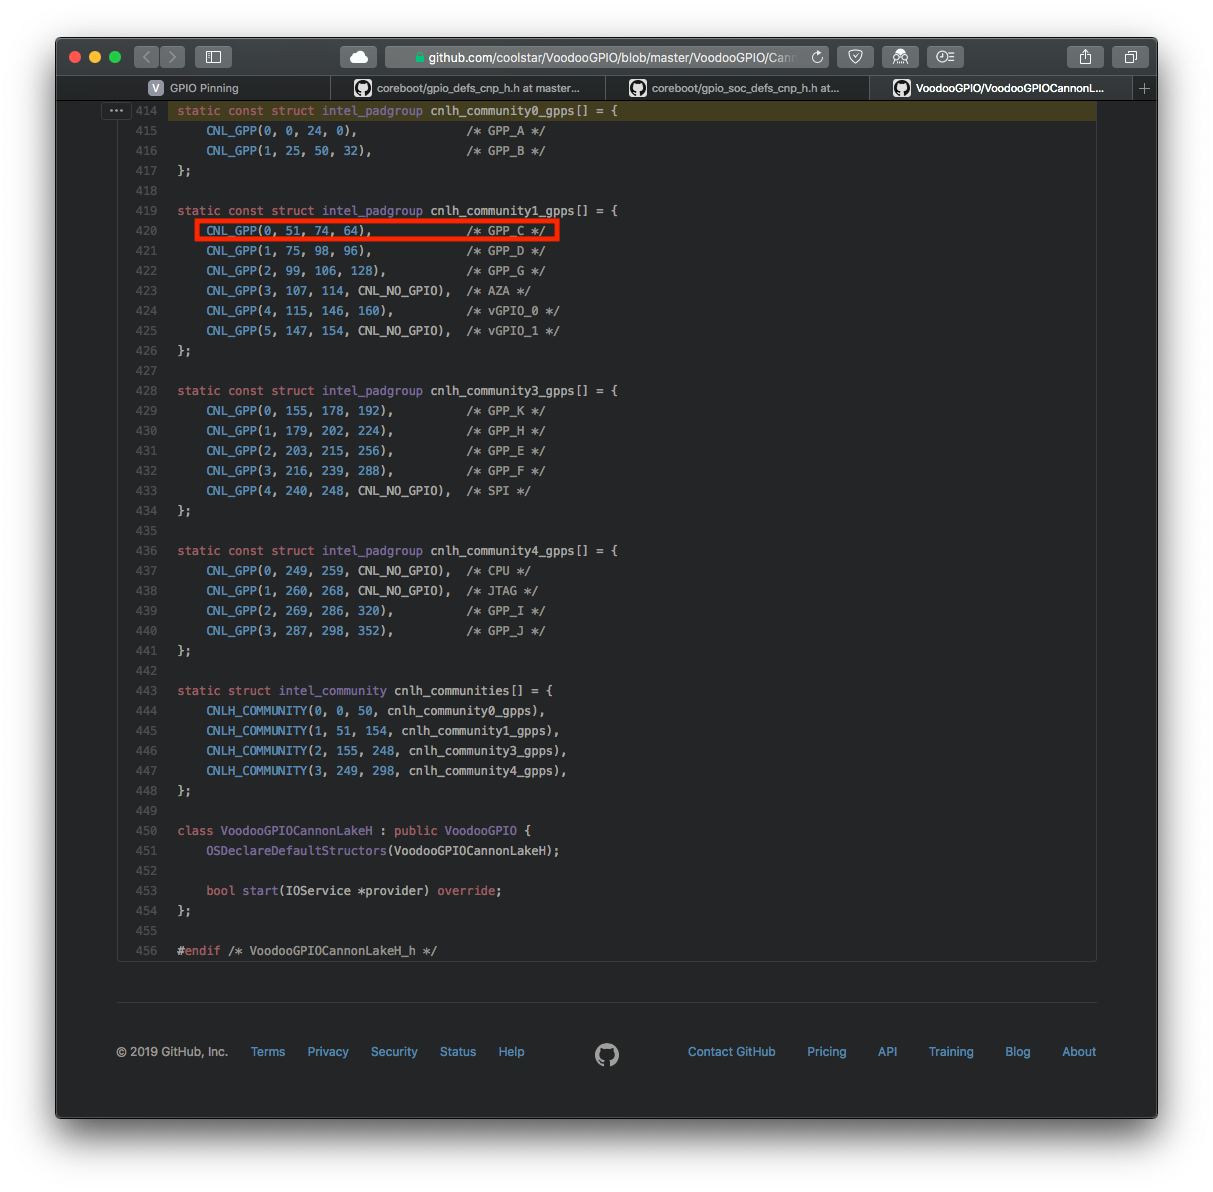 github.com/coolstar/VoodooGPIO/blob/master/VoodooGPIO/Cann
V GPIO Pinning
coreboot/gpio_defs_cnp_h.h at master...
coreboot/gpio_soc_defs_cnp_h.h at...
VoodooGPIO/VoodooGPIOCannonL...
414 static const struct intel_padgroup cnlh_community0_gpps[] = {
415 CNL_GPP(0, 0, 24, 0), /* GPP_A */
416 CNL_GPP(1, 25, 50, 32), /* GPP_B */
417 };
418
419 static const struct intel_padgroup cnlh_community1_gpps[] = {
420 CNL_GPP(0, 51, 74, 64), /* GPP_C */
421 CNL_GPP(1, 75, 98, 96), /* GPP_D */
422 CNL_GPP(2, 99, 106, 128), /* GPP_G */
423 CNL_GPP(3, 107, 114, CNL_NO_GPIO), /* AZA */
424 CNL_GPP(4, 115, 146, 160), /* vGPIO_0 */
425 CNL_GPP(5, 147, 154, CNL_NO_GPIO), /* vGPIO_1 */
426 };
427
428 static const struct intel_padgroup cnlh_community3_gpps[] = {
429 CNL_GPP(0, 155, 178, 192), /* GPP_K */
430 CNL_GPP(1, 179, 202, 224), /* GPP_H */
431 CNL_GPP(2, 203, 215, 256), /* GPP_E */
432 CNL_GPP(3, 216, 239, 288), /* GPP_F */
433 CNL_GPP(4, 240, 248, CNL_NO_GPIO), /* SPI */
434 };
435
436 static const struct intel_padgroup cnlh_community4_gpps[] = {
437 CNL_GPP(0, 249, 259, CNL_NO_GPIO), /* CPU */
438 CNL_GPP(1, 260, 268, CNL_NO_GPIO), /* JTAG */
439 CNL_GPP(2, 269, 286, 320), /* GPP_I */
440 CNL_GPP(3, 287, 298, 352), /* GPP_J */
441 };
442
443 static struct intel_community cnlh_communities[] = {
444 CNLH_COMMUNITY(0, 0, 50, cnlh_community0_gpps),
445 CNLH_COMMUNITY(1, 51, 154, cnlh_community1_gpps),
446 CNLH_COMMUNITY(2, 155, 248, cnlh_community3_gpps),
447 CNLH_COMMUNITY(3, 249, 298, cnlh_community4_gpps),
448 };
449
450 class VoodooGPIOCannonLakeH : public VoodooGPIO {
451 OSDeclareDefaultStructors(VoodooGPIOCannonLakeH);
452
453 bool start(IOService *provider) override;
454 };
455
456 #endif /* VoodooGPIOCannonLakeH_h */
© 2019 GitHub, Inc. Terms Privacy Security Status Help Contact GitHub Pricing API Training Blog About